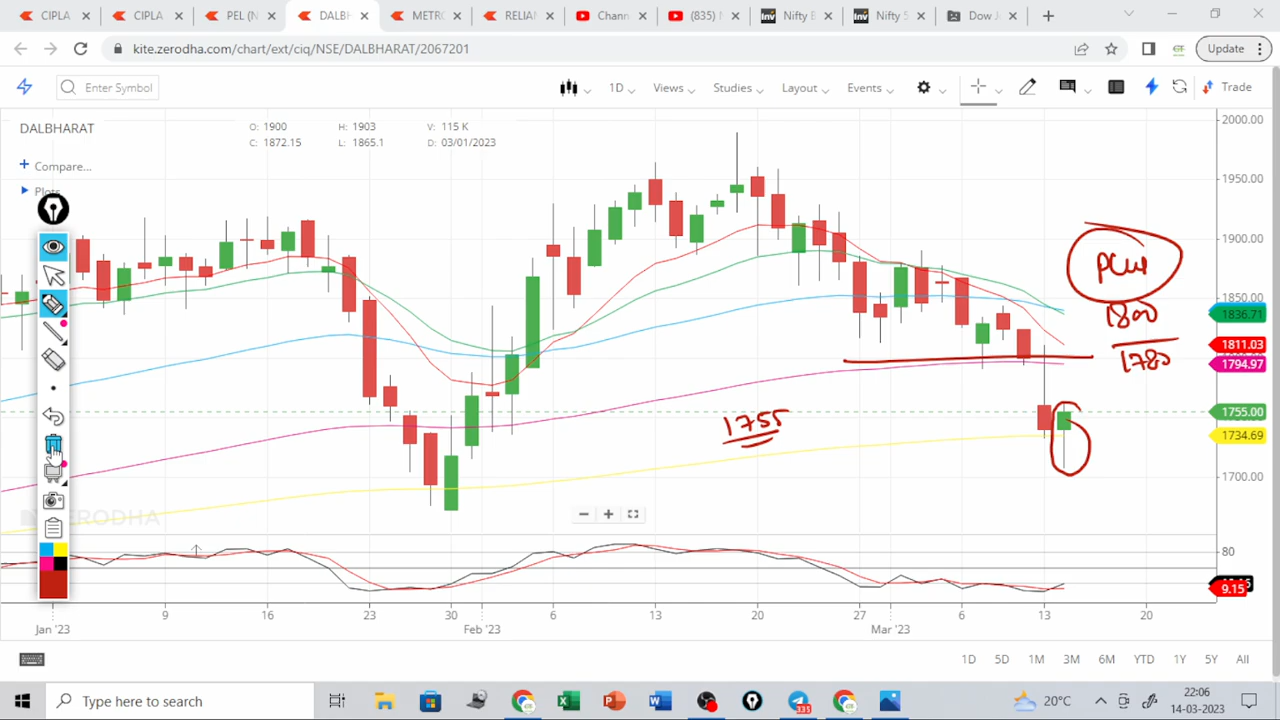 CIPLA
CIPL
PEL (N
DALBH
METR
RELIA
Chann
(835)
Nifty
Nifty S
Dow J
kite.zerodha.com/chart/ext/ciq/NSE/DALBHARAT/2067201
Update
Enter Symbol
1D
Views
Studies
Layout
Events
Trade
DALBHARAT
O: 1900
H: 1903
V: 115 K
C: 1872.15
L: 1865.1
D: 03/01/2023
Compare...
Plots
2000.00
1950.00
1900.00
1850.00
1836.71
1811.03
1794.97
1755.00
1734.69
1700.00
1800
1780
1755
ZERODHA
80
9.15
9
16
23
30
6
13
20
27
6
13
20
Jan '23
Feb '23
Mar '23
1D
5D
1M
3M
6M
YTD
1Y
5Y
All
Type here to search
335
20°C
22:06
14-03-2023